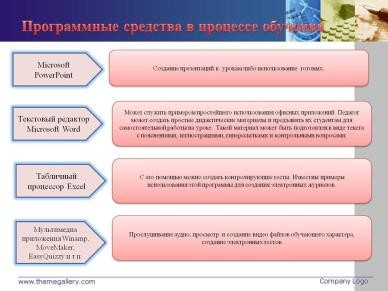 Программные средства в процессе обучения
Microsoft
PowerPoint
Создание презентаций к урокам либо использование готовых.
Текстовый редактор
Microsoft Word
Может служить примером простейшего использования офисных приложений. Педагог
может создать простые дидактические материалы и предъявить их студентам для
самостоятельной работы на уроке. Такой материал может быть подготовлен в виде текста
с пояснениями, иллюстрациями, гиперссылками и контрольными вопросами.
Табличный
процессор Excel
С его помощью можно создать контролирующие тесты. Известны примеры
использования этой программы для создания электронных журналов.
Мультимедиа
приложения Winamp,
MoveMaker,
EasyQuizzy и т.п.
Прослушивание аудио, просмотр и создание видео файлов обучающего характера,
создание электронных тестов
www.themegallery.com
Company Logo